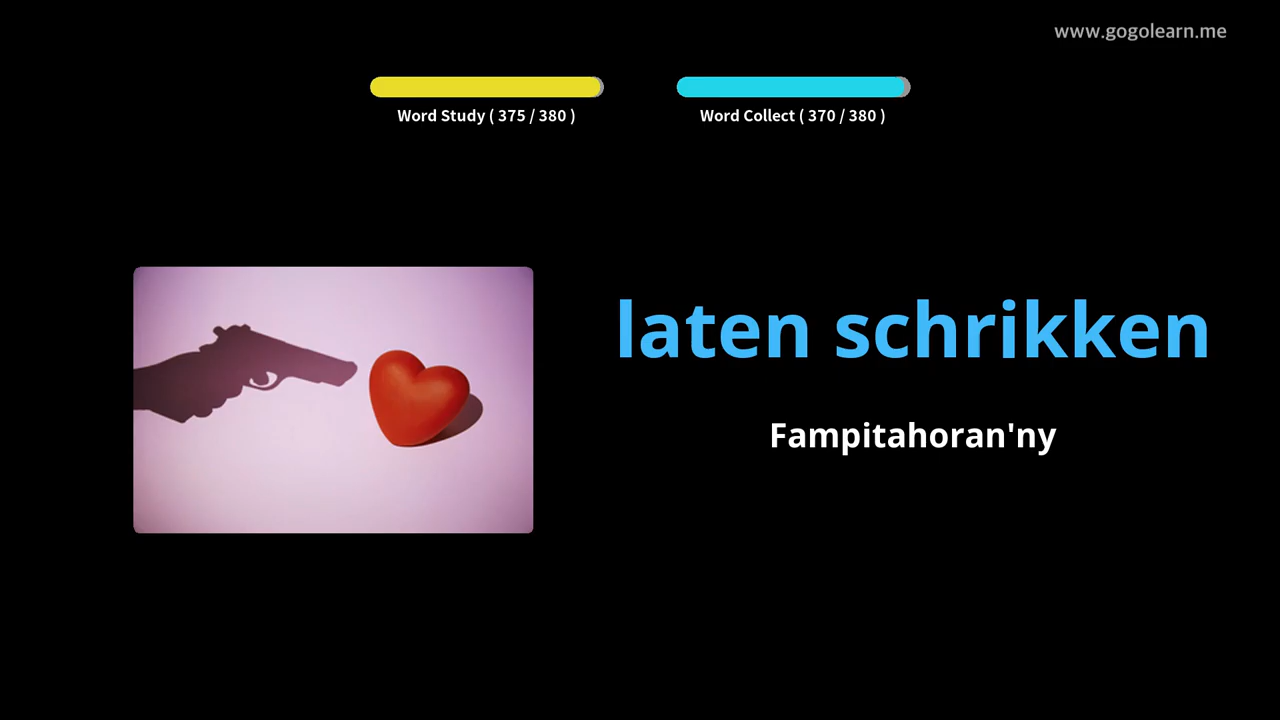 www.gogolearn.me
Word Study ( 375 / 380 )
Word Collect ( 370 / 380 )
laten schrikken
Fampitahoran'ny